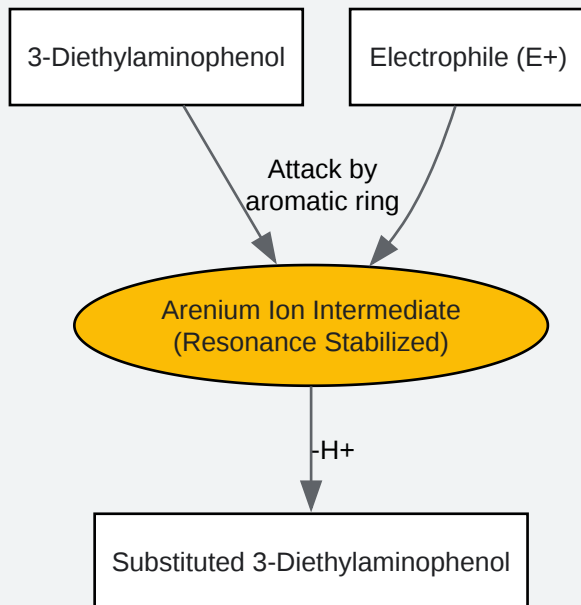 3-Diethylaminophenol
Electrophile (E+)
Attack by
aromatic ring
Arenium Ion Intermediate
(Resonance Stabilized)
-H+
Substituted 3-Diethylaminophenol